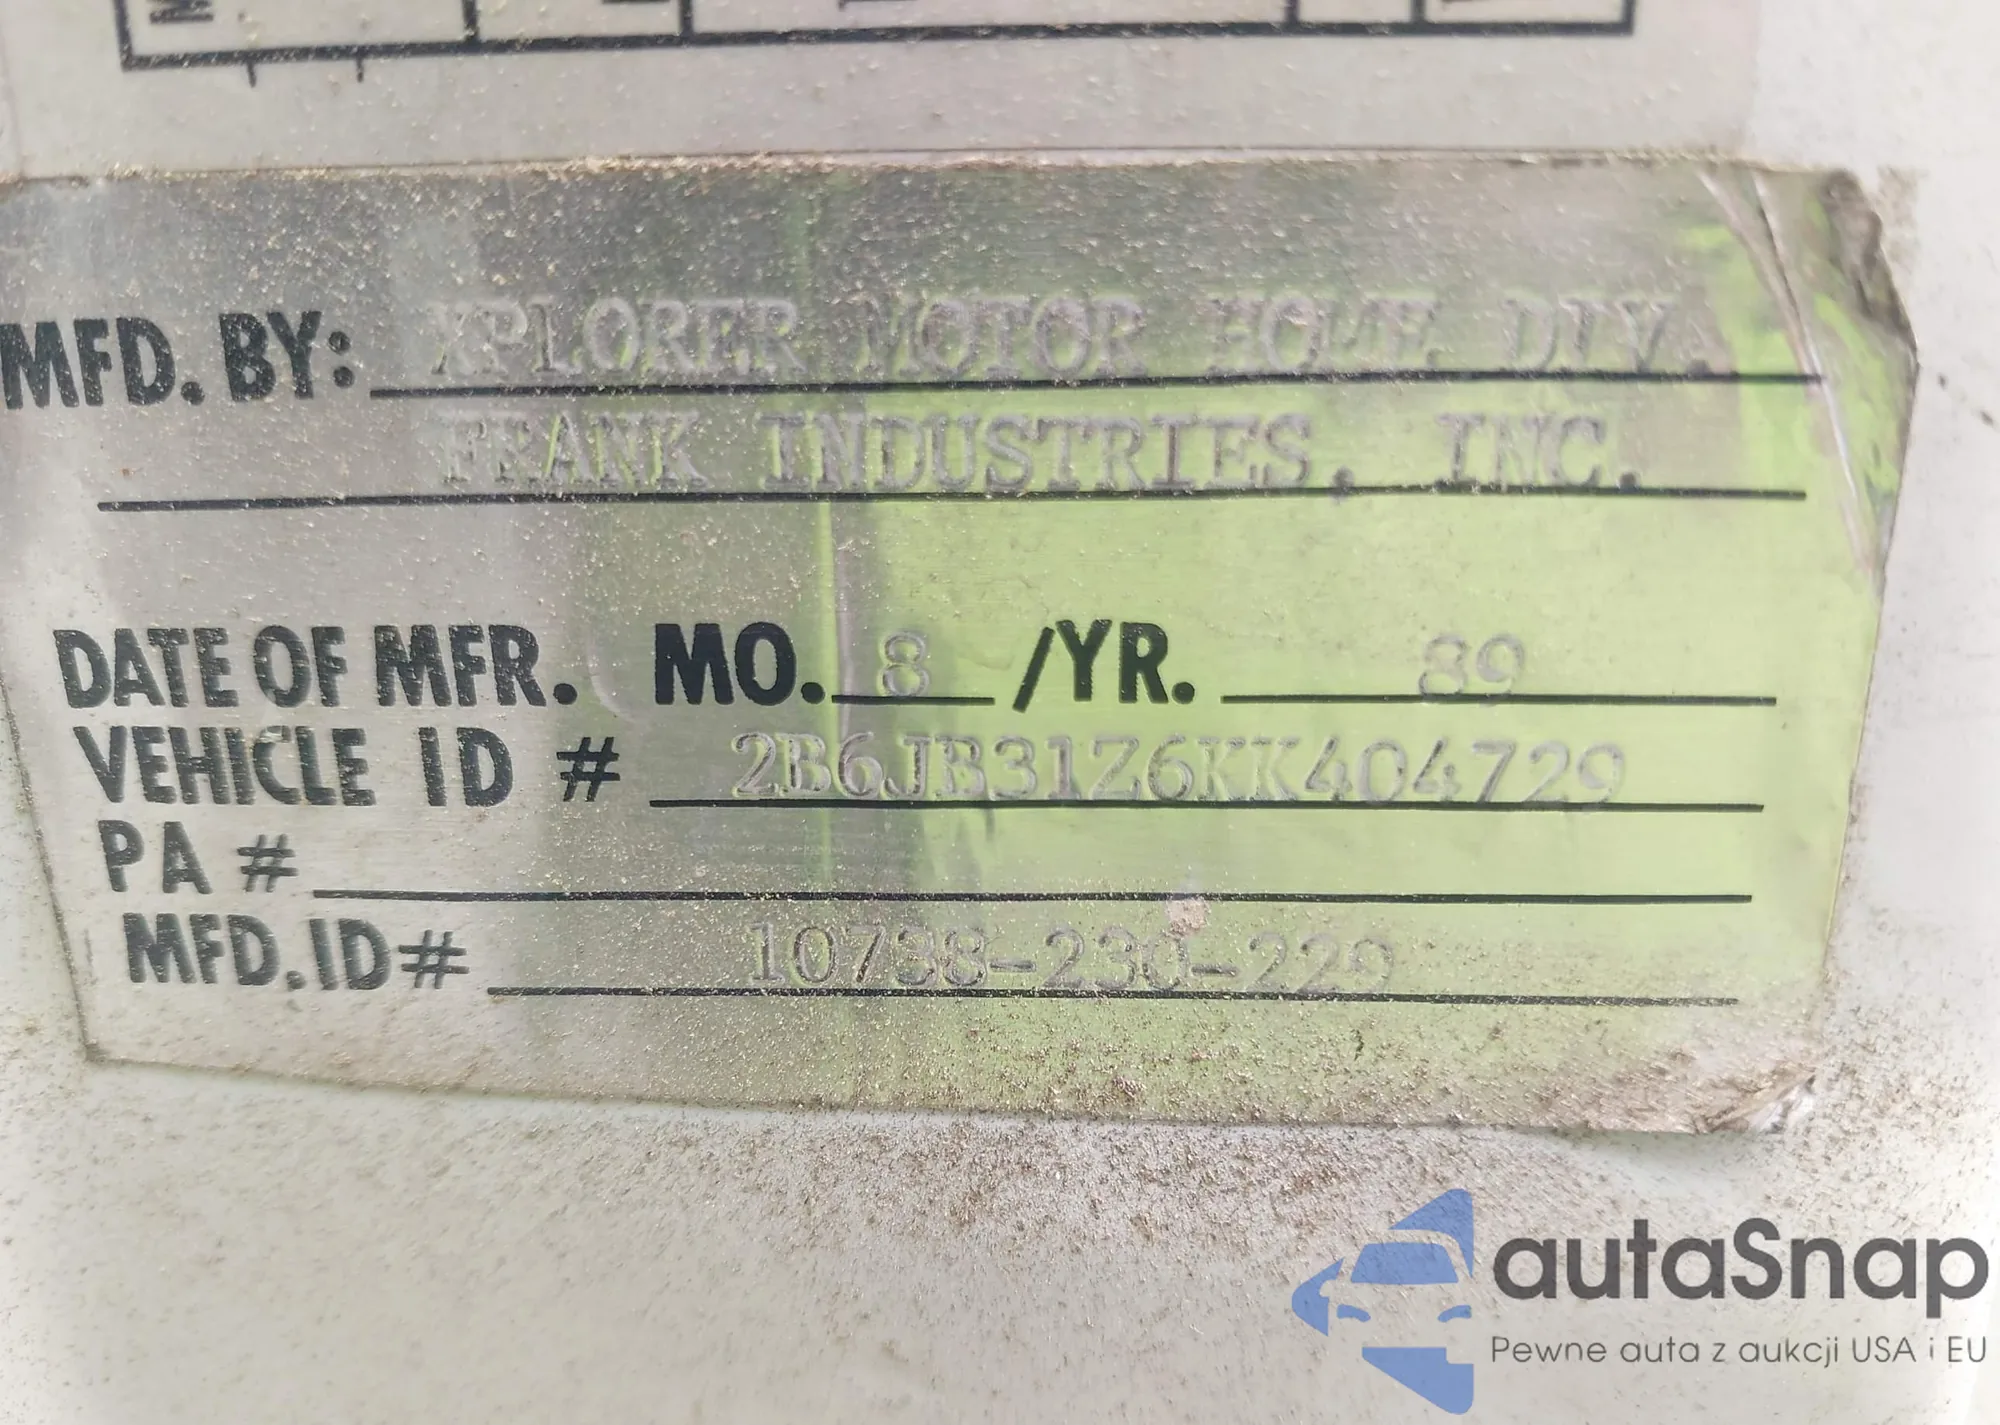 MFD. BY: XPLORER MOTOR HOME DIV.
FRANK INDUSTRIES, INC.
DATE OF MFR. MO. 8 /YR. 89
VEHICLE ID # 2B6JB31Z6KK404729
PA #
MFD. ID# 10738-230-229
autaSnap
Pewne auta z aukcji USA i EU